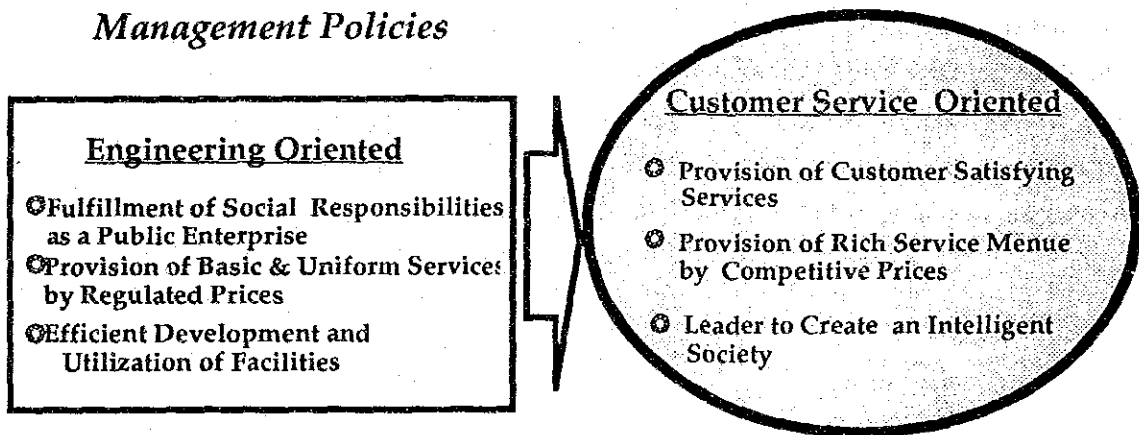 Management Policies
Engineering Oriented
Fulfillment of Social Responsibilities
as a Public Enterprise
Provision of Basic & Uniform Services
by Regulated Prices
Efficient Development and
Utilization of Facilities
Customer Service Oriented
Provision of Customer Satisfying
Services
Provision of Rich Service Menue
by Competitive Prices
Leader to Create an Intelligent
Society